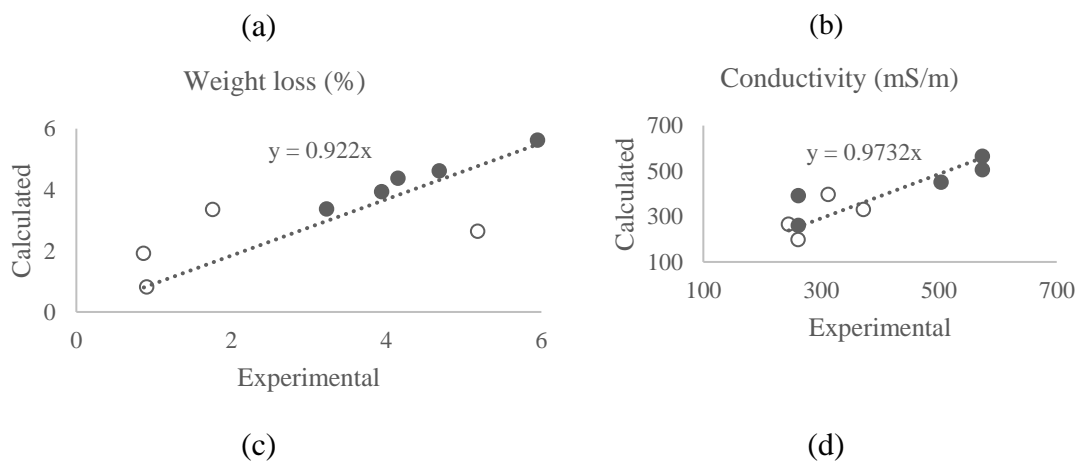 (a)
(b)
Weight loss (%)
6
4
2
0
Calculated
y = 0.922x
0 2 4 6
Experimental
Conductivity (mS/m)
700
500
300
100
Calculated
y = 0.9732x
100 300 500 700
Experimental
(c)
(d)